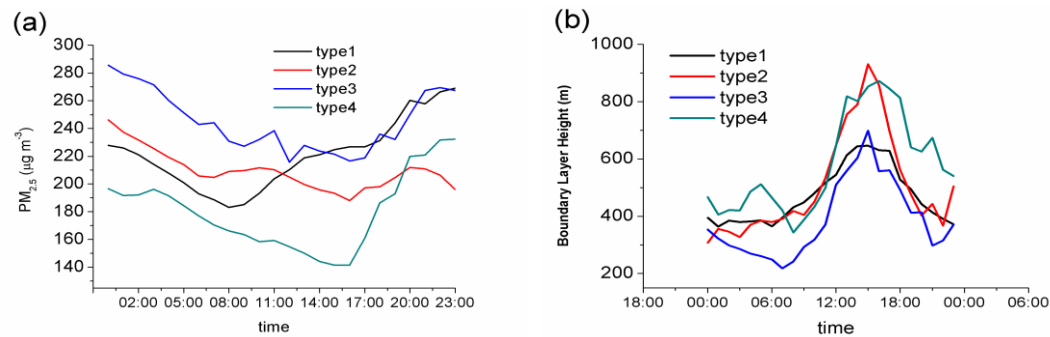 (a)
300
280
260
240
220
200
180
160
140
PM2.5 (μg m-3)
type1
type2
type3
type4
02:00 05:00 08:00 11:00 14:00 17:00 20:00 23:00
time
(b)
1000
800
600
400
200
Boundary Layer Height (m)
type1
type2
type3
type4
18:00 00:00 06:00 12:00 18:00 00:00 06:00
time